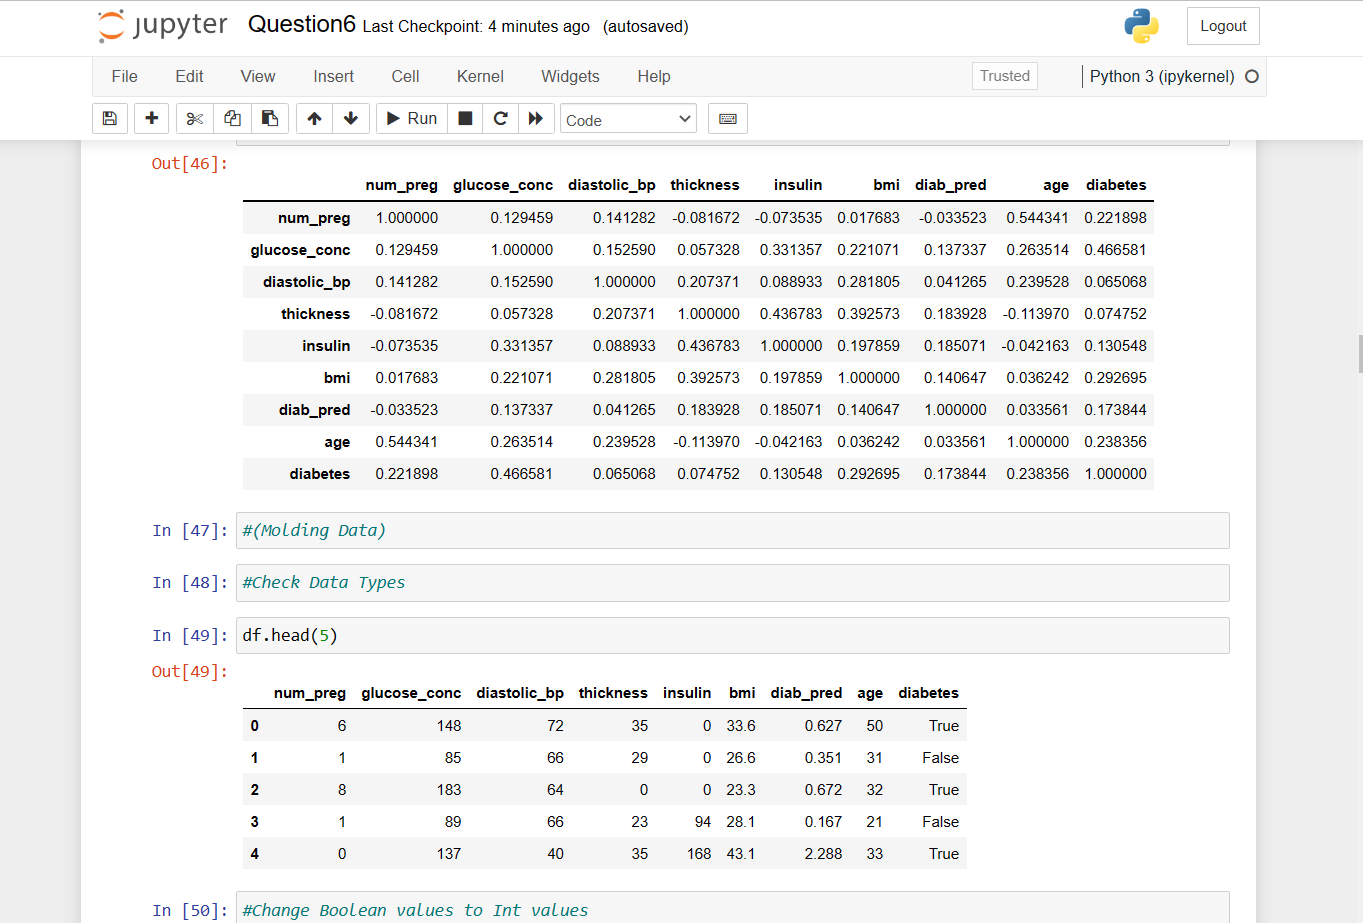 jupyter Question6 Last Checkpoint: 4 minutes ago (autosaved) Logout
File Edit View Insert Cell Kernel Widgets Help Trusted Python 3 (ipykernel)
Run Code
Out[46]:
num_preg glucose_conc diastolic_bp thickness insulin bmi diab_pred age diabetes
num_preg 1.000000 0.129459 0.141282 -0.081672 -0.073535 0.017683 -0.033523 0.544341 0.221898
glucose_conc 0.129459 1.000000 0.152590 0.057328 0.331357 0.221071 0.137337 0.263514 0.466581
diastolic_bp 0.141282 0.152590 1.000000 0.207371 0.088933 0.281805 0.041265 0.239528 0.065068
thickness -0.081672 0.057328 0.207371 1.000000 0.436783 0.392573 0.183928 -0.113970 0.074752
insulin -0.073535 0.331357 0.088933 0.436783 1.000000 0.197859 0.185071 -0.042163 0.130548
bmi 0.017683 0.221071 0.281805 0.392573 0.197859 1.000000 0.140647 0.036242 0.292695
diab_pred -0.033523 0.137337 0.041265 0.183928 0.185071 0.140647 1.000000 0.033561 0.173844
age 0.544341 0.263514 0.239528 -0.113970 -0.042163 0.036242 0.033561 1.000000 0.238356
diabetes 0.221898 0.466581 0.065068 0.074752 0.130548 0.292695 0.173844 0.238356 1.000000
In [47]: #(Molding Data)
In [48]: #Check Data Types
In [49]: df.head(5)
Out[49]:
num_preg glucose_conc diastolic_bp thickness insulin bmi diab_pred age diabetes
0 6 148 72 35 0 33.6 0.627 50 True
1 1 85 66 29 0 26.6 0.351 31 False
2 8 183 64 0 0 23.3 0.672 32 True
3 1 89 66 23 94 28.1 0.167 21 False
4 0 137 40 35 168 43.1 2.288 33 True
In [50]: #Change Boolean values to Int values